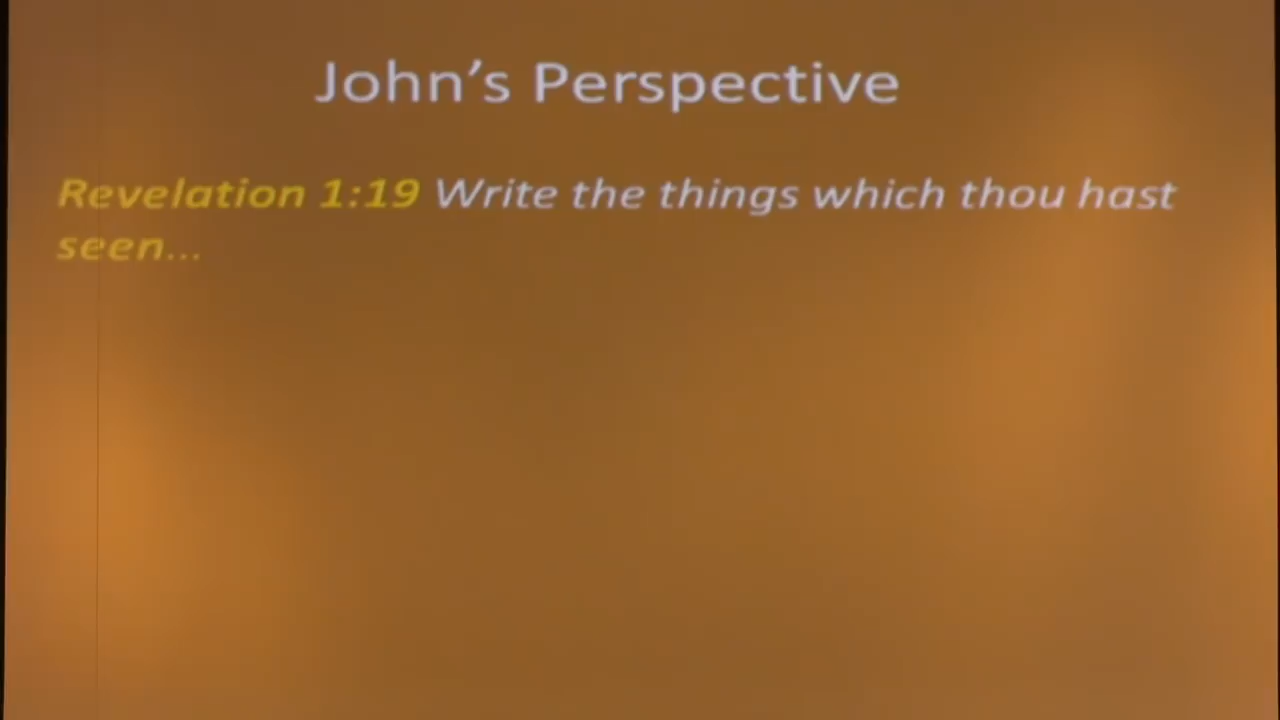 John's Perspective
Revelation 1:19 Write the things which thou hast
seen...